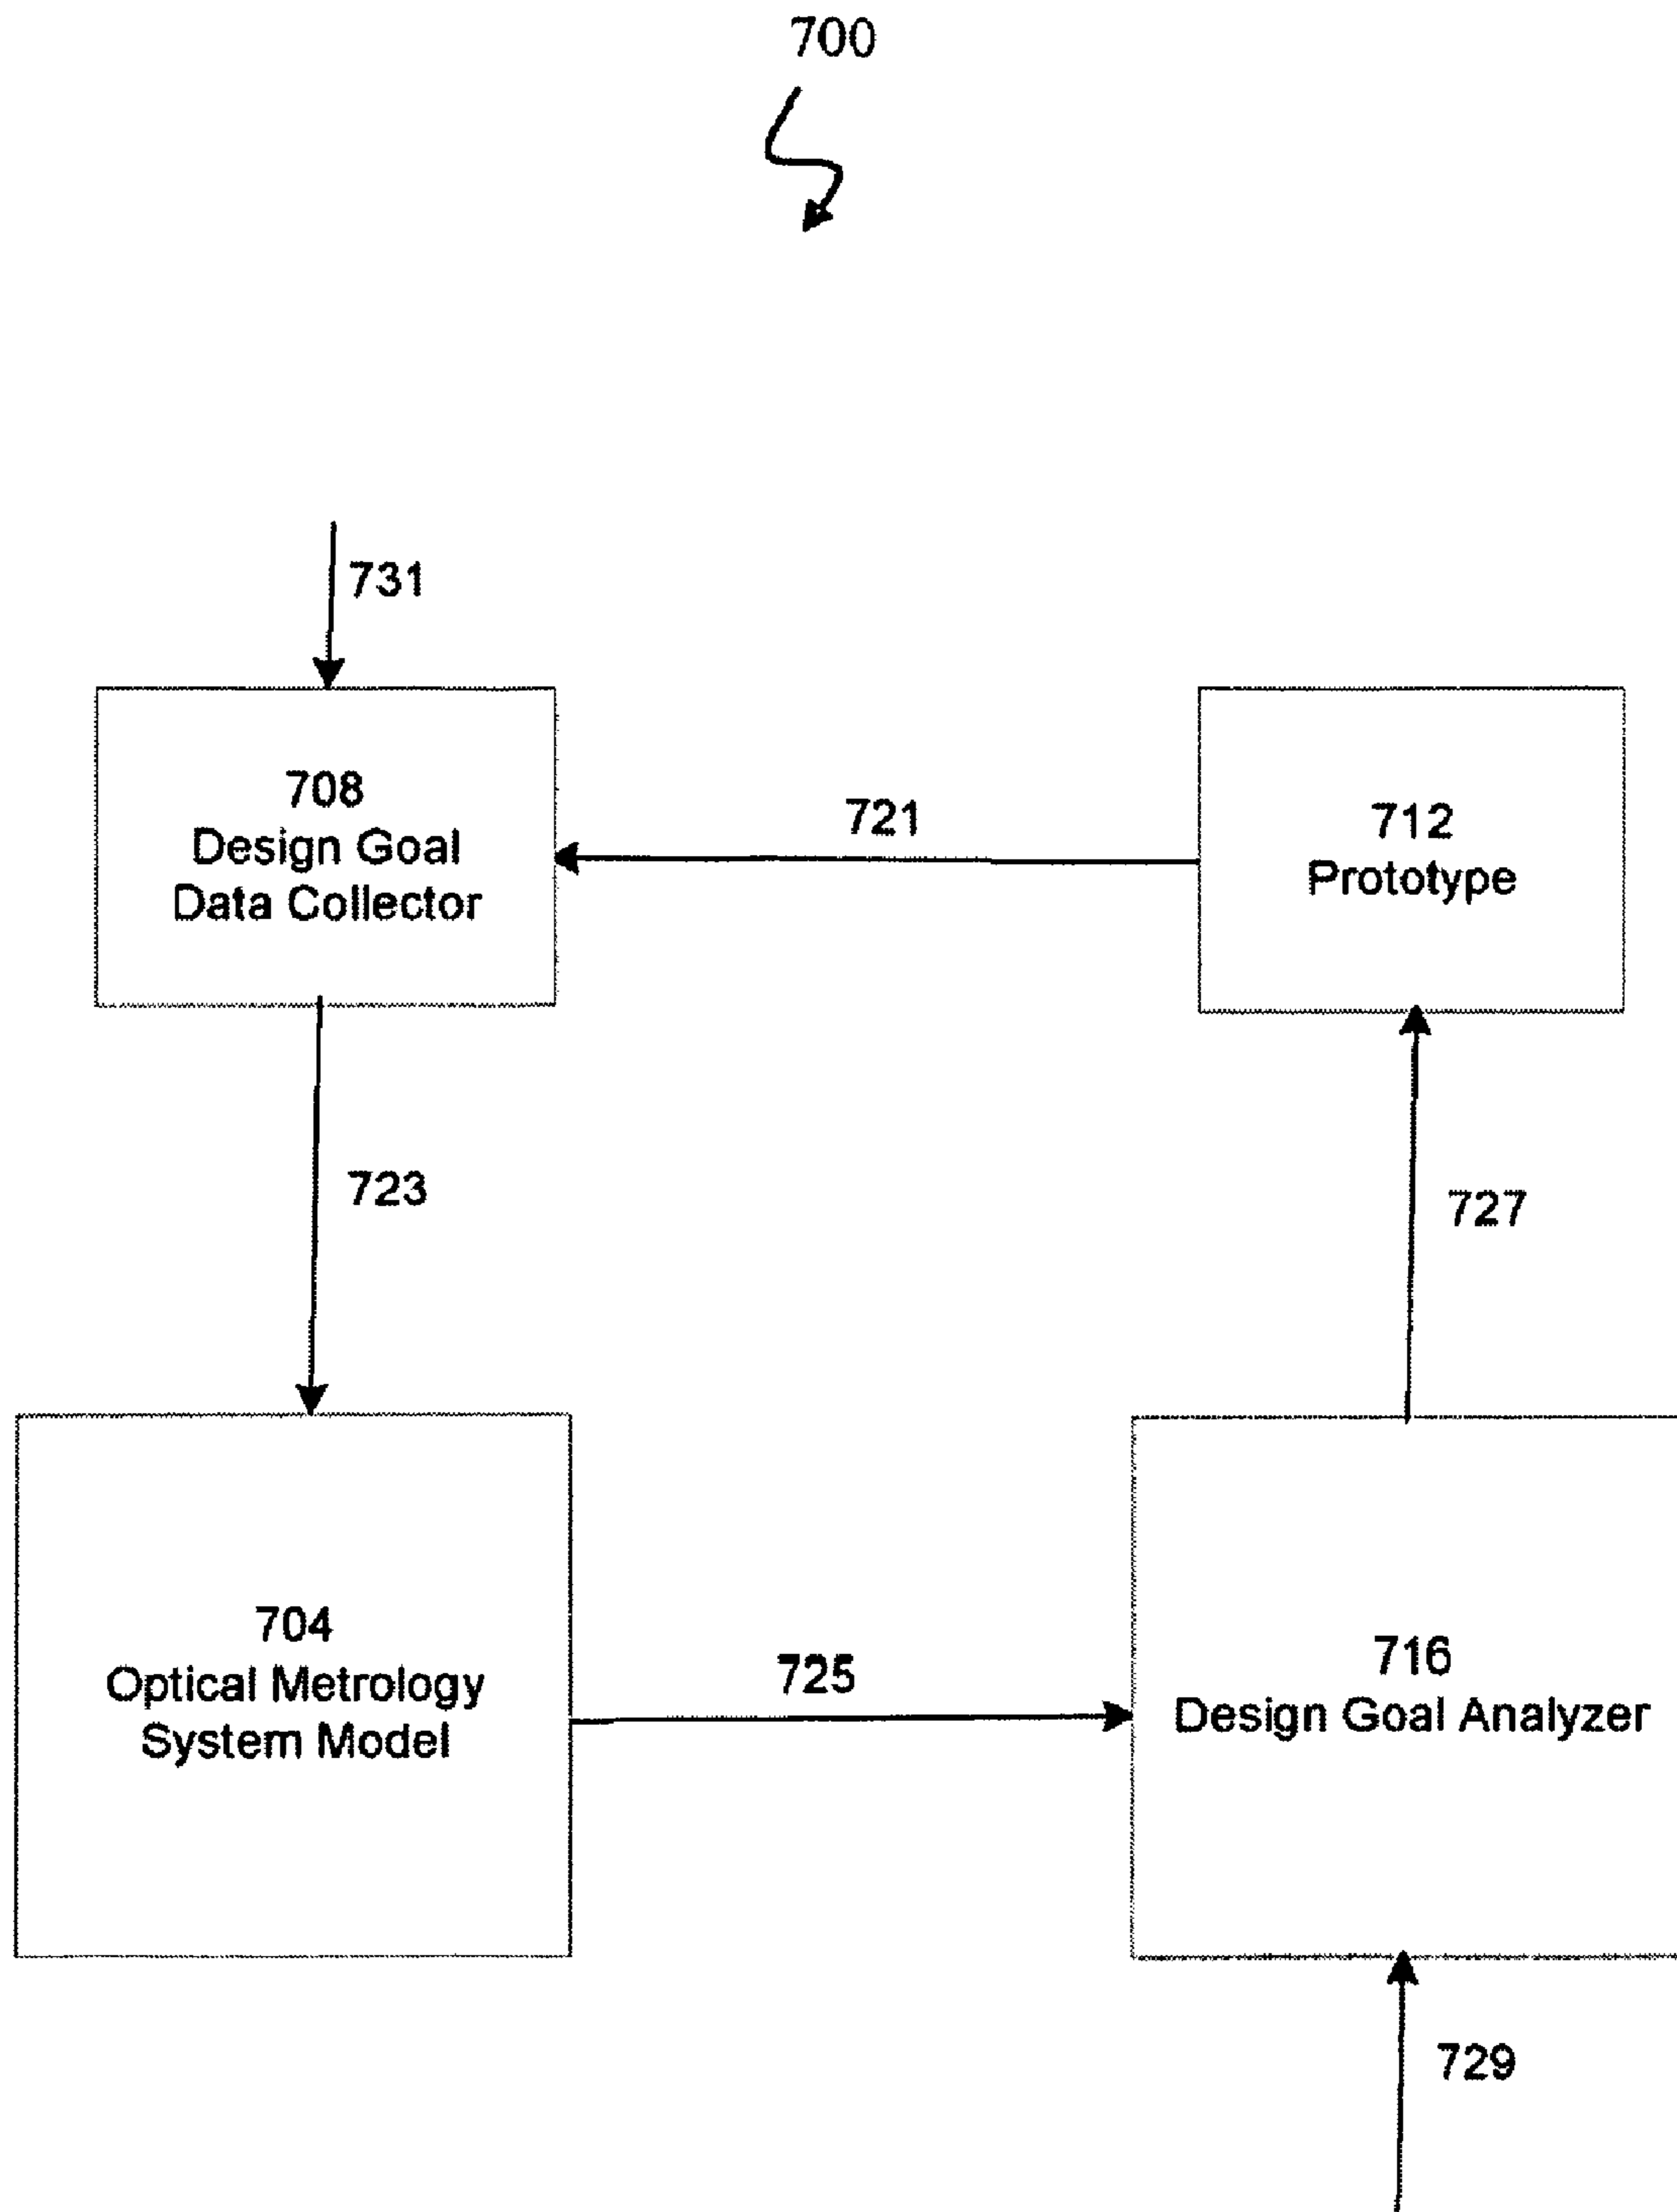 700
731
708
Design Goal
Data Collector
721
712
Prototype
723
727
704
Optical Metrology
System Model
725
716
Design Goal Analyzer
729